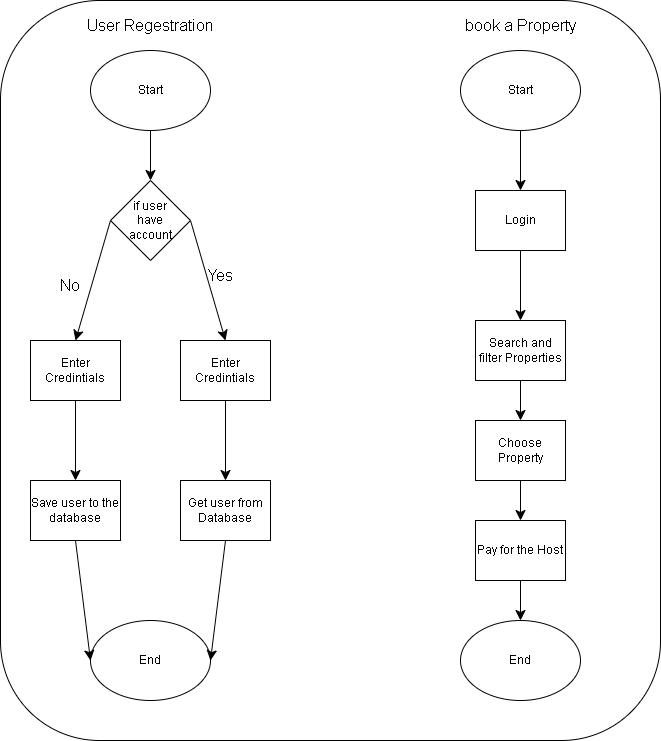 User Regestration
Start
if user
have
account
No
Yes
Enter
Credintials
Enter
Credintials
Save user to the
database
Get user from
Database
End
book a Property
Start
Login
Search and
filter Properties
Choose
Property
Pay for the Host
End